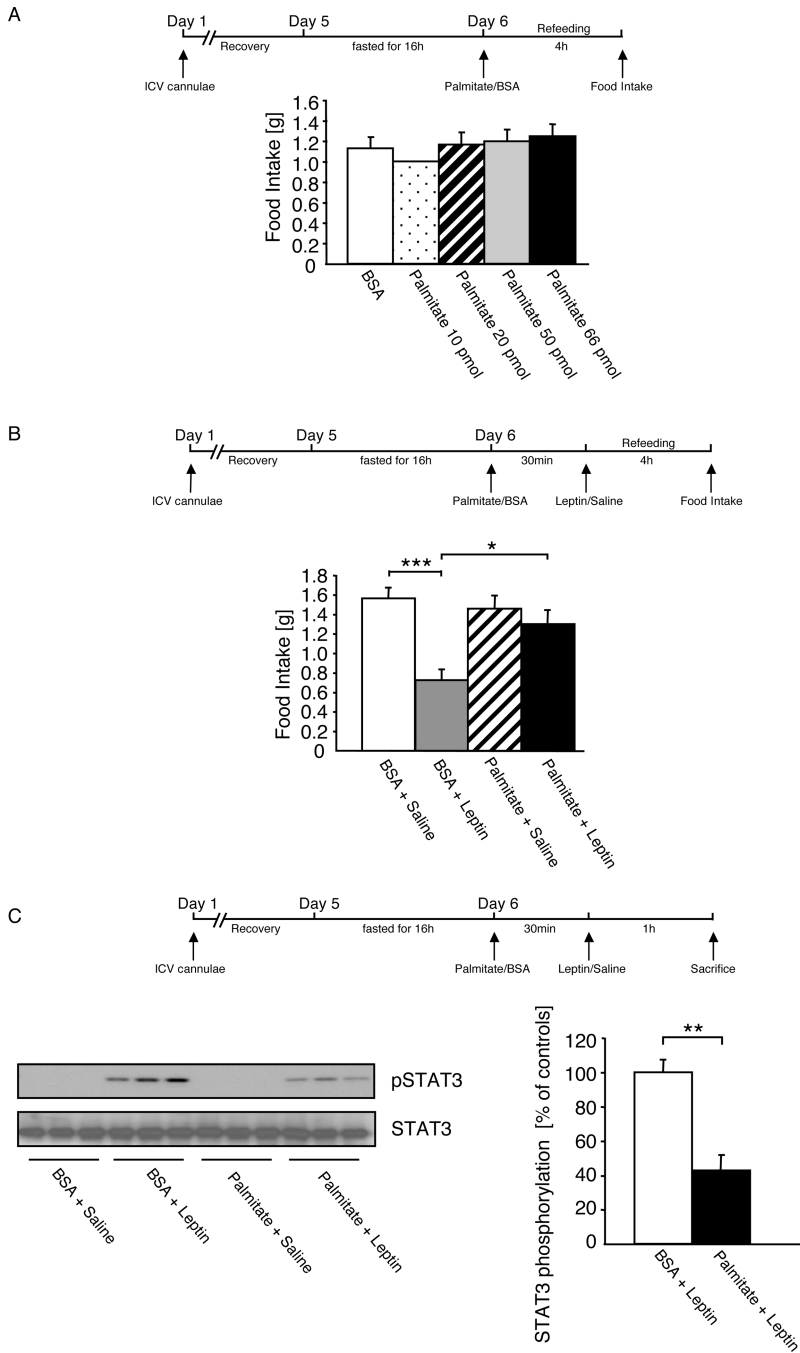 A
Day 1 Day 5 Day 6 Refeeding
Recovery fasted for 16h 4h
ICV cannulae Palmitate/BSA Food Intake
Food Intake [g]
1.6
1.4
1.2
1.0
0.8
0.6
0.4
0.2
0
BSA
Palmitate 10 pmol
Palmitate 20 pmol
Palmitate 50 pmol
Palmitate 66 pmol
B
Day 1 Day 5 Day 6 Refeeding
Recovery fasted for 16h 30min 4h
ICV cannulae Palmitate/BSA Leptin/Saline Food Intake
*** *
Food Intake [g]
1.8
1.6
1.4
1.2
1.0
0.8
0.6
0.4
0.2
0
BSA + Saline
BSA + Leptin
Palmitate + Saline
Palmitate + Leptin
C
Day 1 Day 5 Day 6
Recovery fasted for 16h 30min 1h
ICV cannulae Palmitate/BSA Leptin/Saline Sacrifice
pSTAT3
STAT3
BSA + Saline
BSA + Leptin
Palmitate + Saline
Palmitate + Leptin
STAT3 phosphorylation [% of controls]
**
120
100
80
60
40
20
0
BSA + Leptin
Palmitate + Leptin